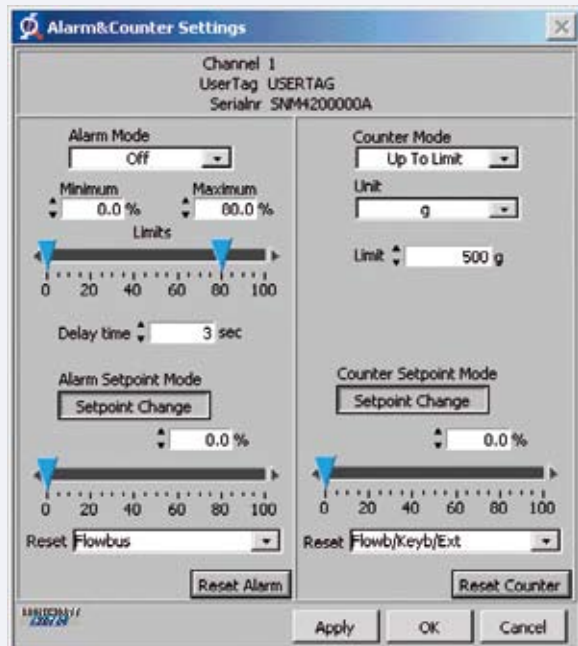 Alarm&Counter Settings
Channel 1
UserTag USERTAG
Serialnr SNM4200000A
Alarm Mode
Off
Minimum Maximum
0.0 % 80.0 %
Limits
0 20 40 60 80 100
Delay time 3 sec
Alarm Setpoint Mode
Setpoint Change
0.0 %
0 20 40 60 80 100
Reset Flowbus
Reset Alarm
Counter Mode
Up To Limit
Unit
g
Limit 500 g
Counter Setpoint Mode
Setpoint Change
0.0 %
0 20 40 60 80 100
Reset Flowb/Keyb/Ext
Reset Counter
Apply OK Cancel